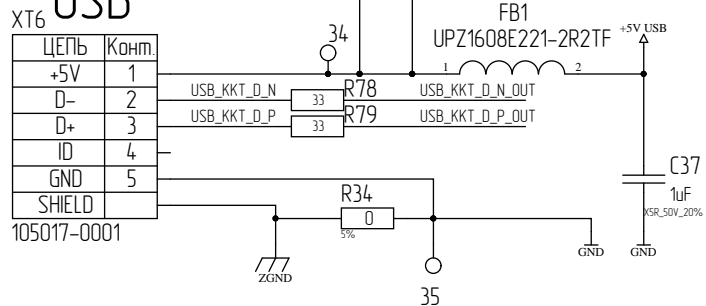 USB
XT6
ЦЕПЬ Конт.
+5V 1
D- 2
D+ 3
ID 4
GND 5
SHIELD
105017-0001
34
USB_KKT_D_N 33 R78 USB_KKT_D_N_OUT
USB_KKT_D_P 33 R79 USB_KKT_D_P_OUT
FB1
UPZ1608E221-2R2TF
1 2
+5V USB
C37
1uF
X5R_50V_20%
GND
R34
0
5%
ZGND
35
GND